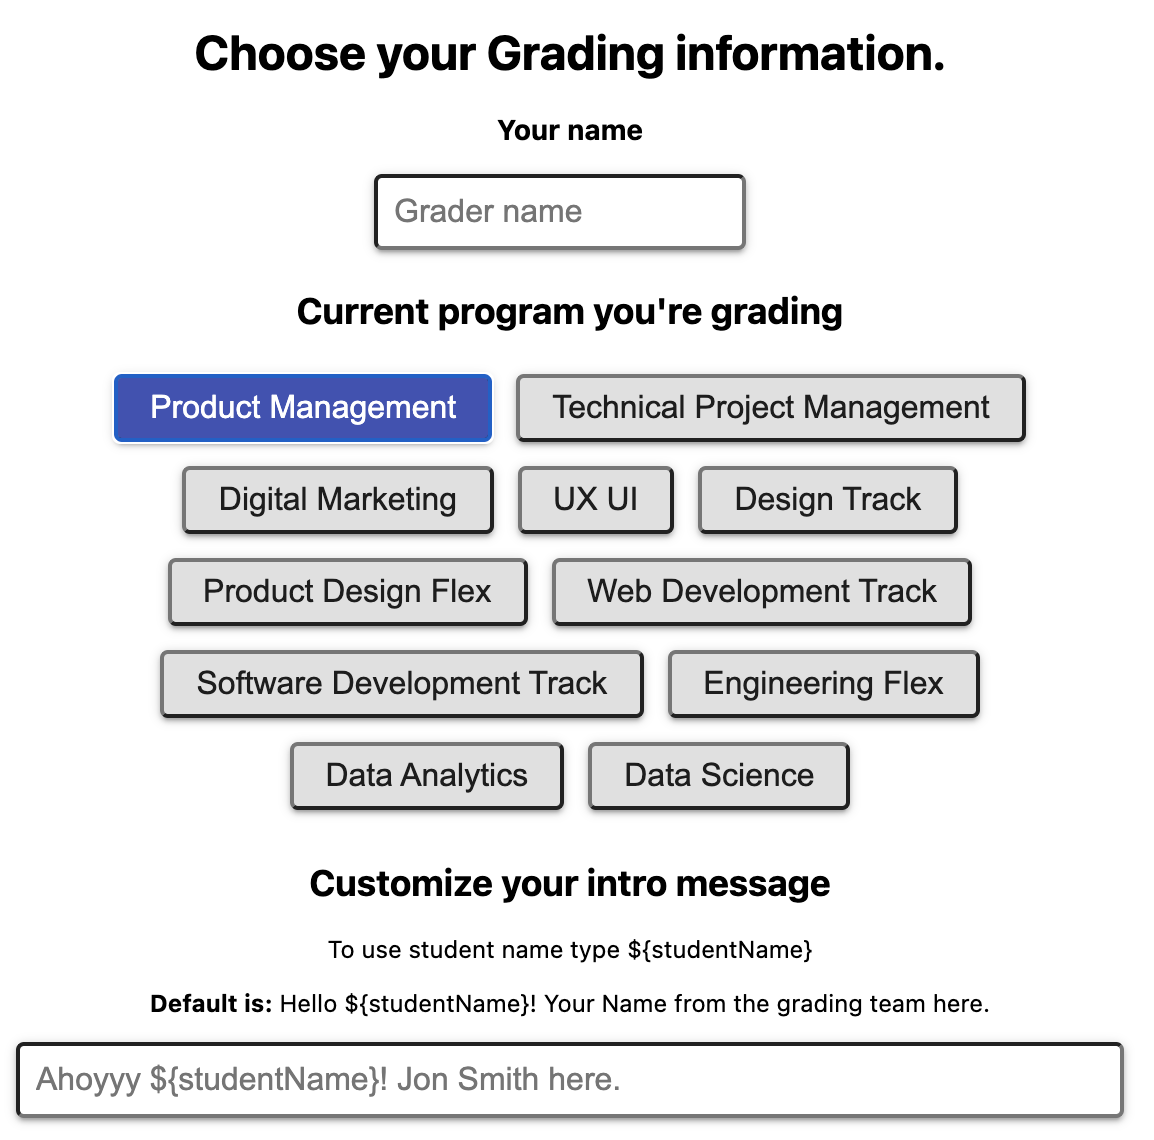 Choose your Grading information.
Your name
Grader name
Current program you're grading
Product Management
Technical Project Management
Digital Marketing
UX UI
Design Track
Product Design Flex
Web Development Track
Software Development Track
Engineering Flex
Data Analytics
Data Science
Customize your intro message
To use student name type ${studentName}
Default is: Hello ${studentName}! Your Name from the grading team here.
Ahoyyy ${studentName}! Jon Smith here.